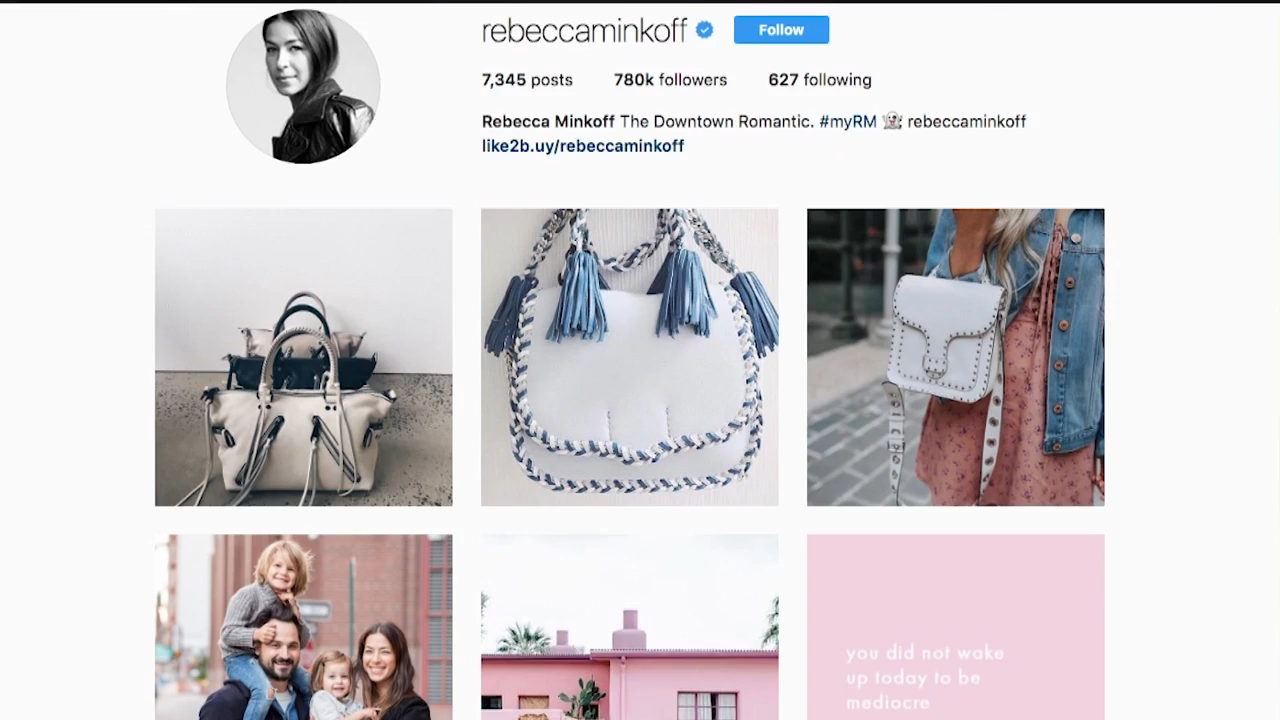 rebeccaminkoff Follow
7,345 posts 780k followers 627 following
Rebecca Minkoff The Downtown Romantic. #myRM 👻 rebeccaminkoff
like2b.uy/rebeccaminkoff
you did not wake
up today to be
mediocre